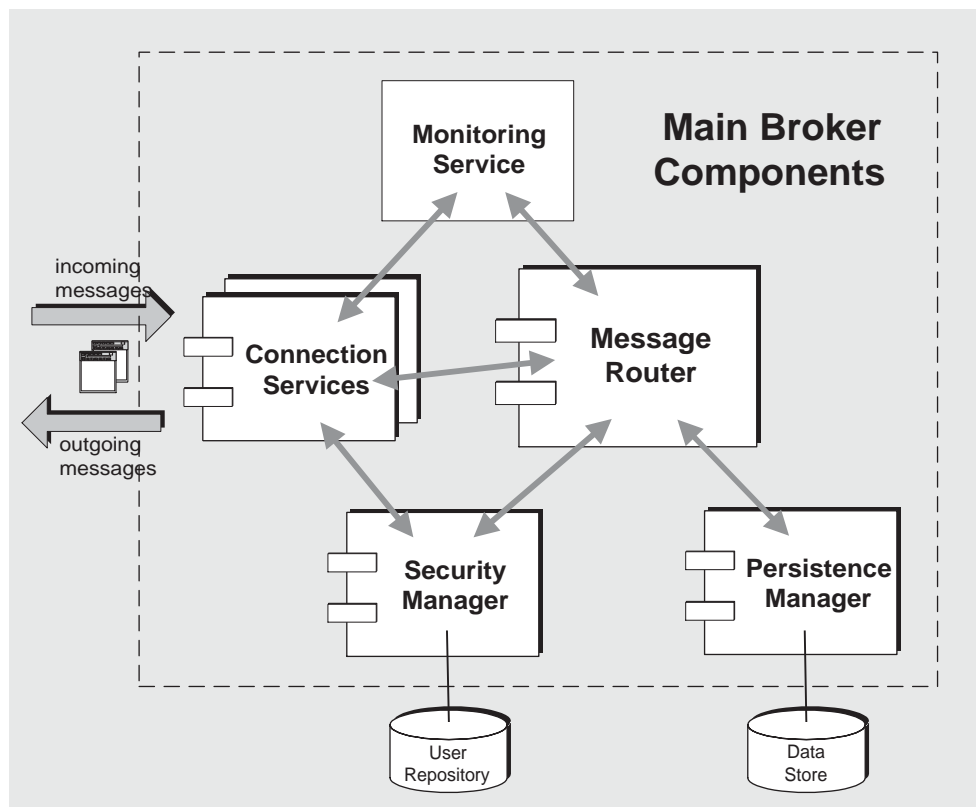 Main Broker
Components
Monitoring
Service
incoming
messages
Connection
Services
Message
Router
outgoing
messages
Security
Manager
Persistence
Manager
User
Repository
Data
Store